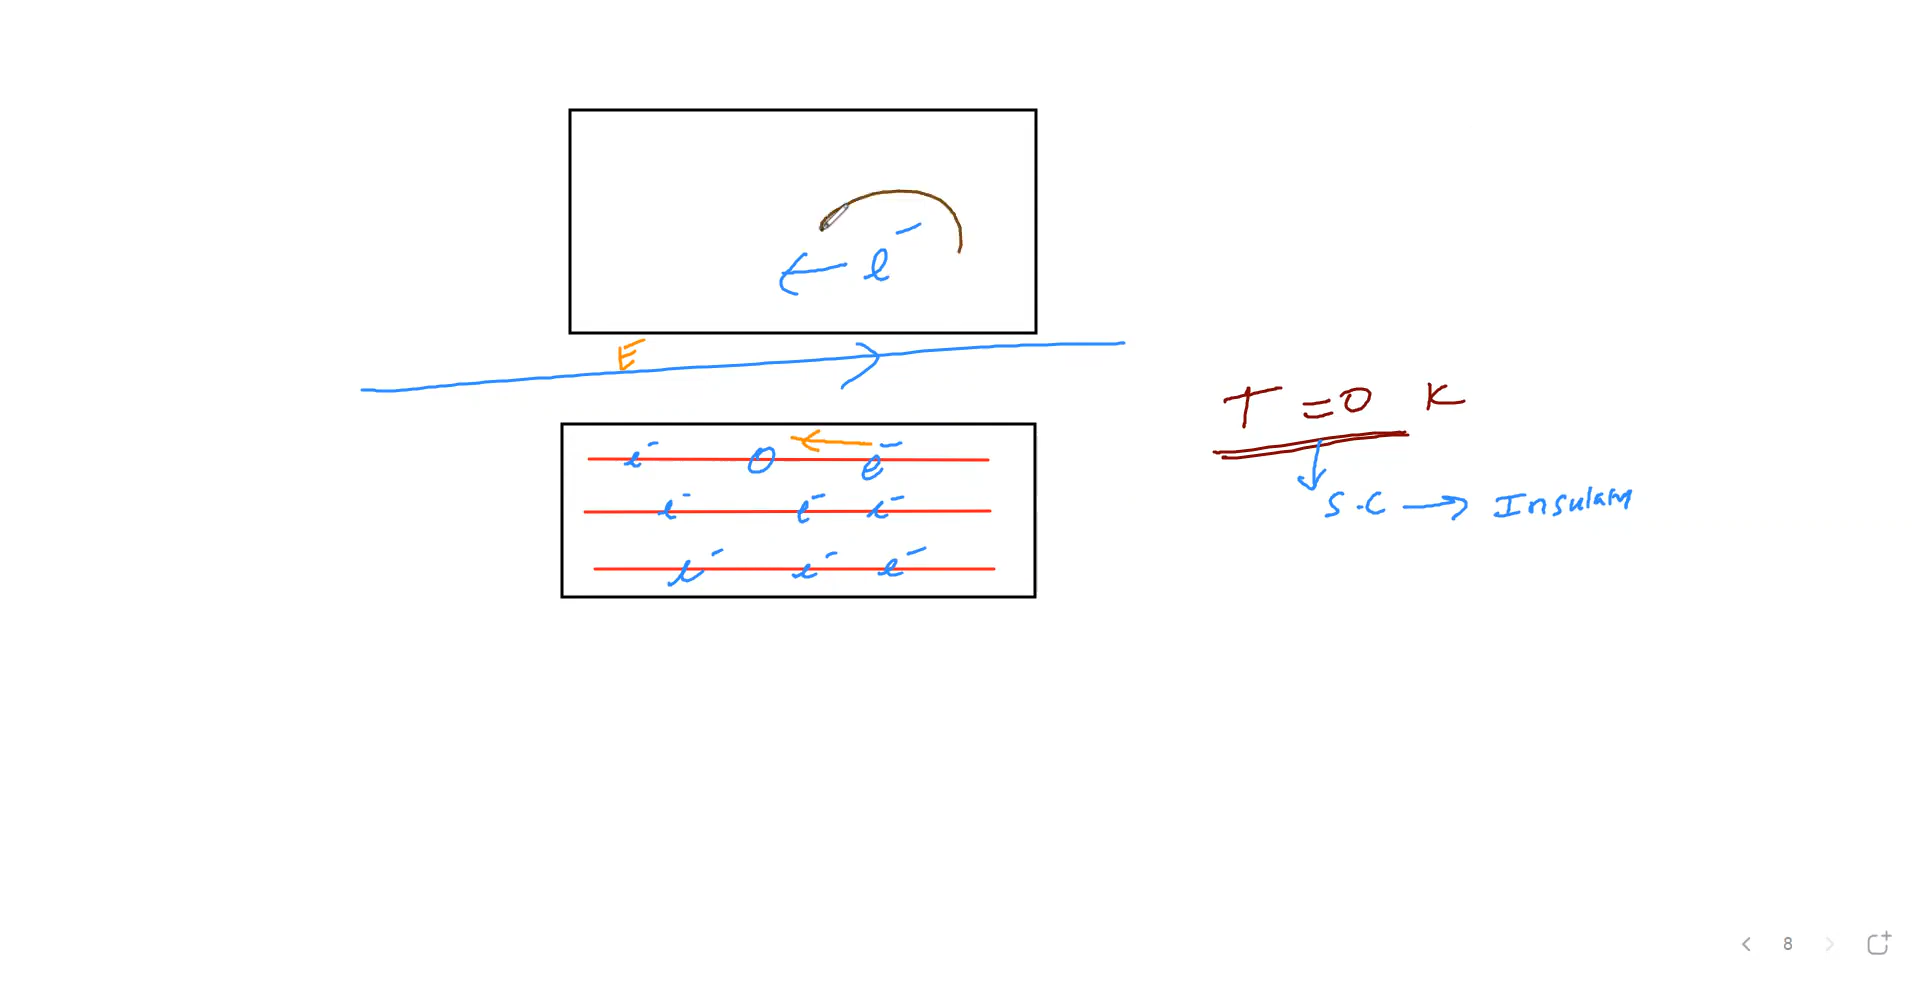 e⁻
E
T = 0 K
e⁻ O e⁻
e⁻ e⁻ e⁻
S.C → Insulator
e⁻ e⁻ e⁻
8